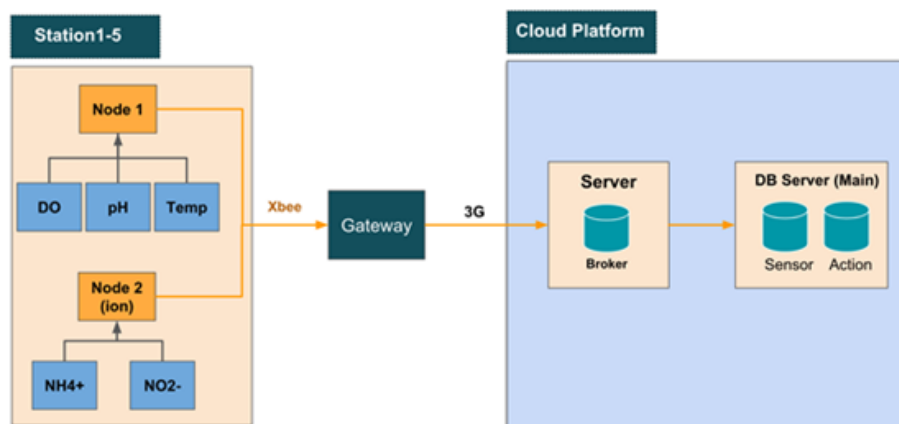 Station1-5
Cloud Platform
Node 1
DO
pH
Temp
Xbee
Gateway
3G
Server
Broker
DB Server (Main)
Sensor
Action
Node 2
(ion)
NH4+
NO2-